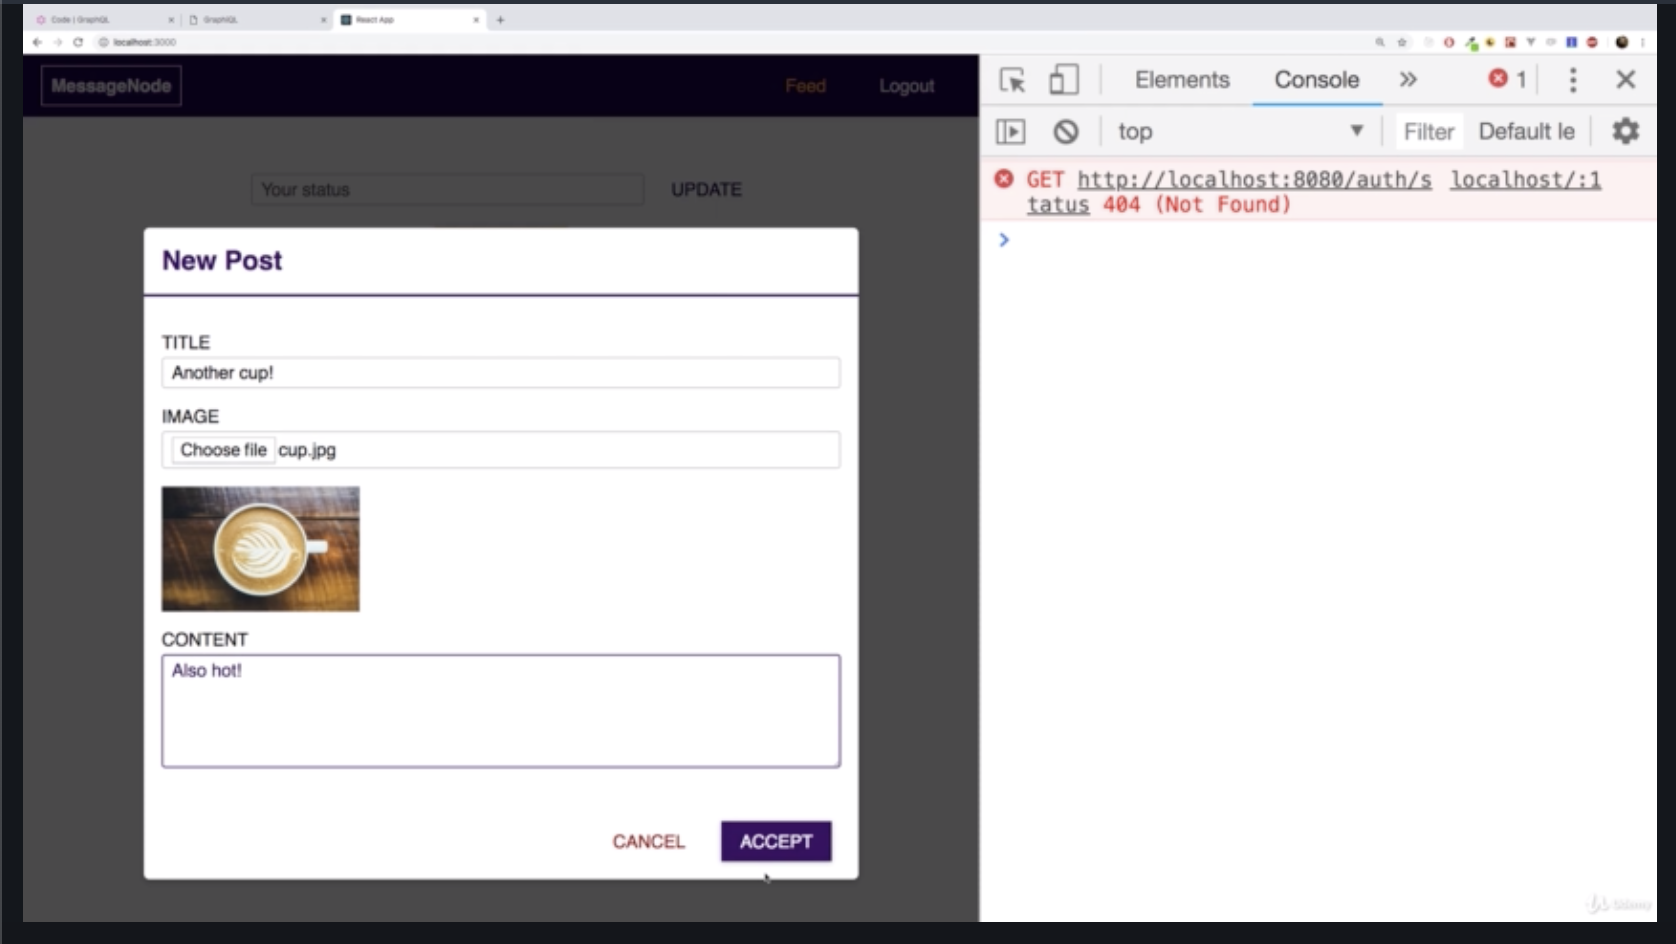 Code | GraphQL
GraphiQL
React App
localhost:3000
MessageNode
Feed
Logout
Your status
UPDATE
New Post
TITLE
Another cup!
IMAGE
Choose file cup.jpg
CONTENT
Also hot!
CANCEL
ACCEPT
Elements
Console
1
top
Filter
Default le
GET http://localhost:8080/auth/s localhost/:1
tatus 404 (Not Found)
Udemy